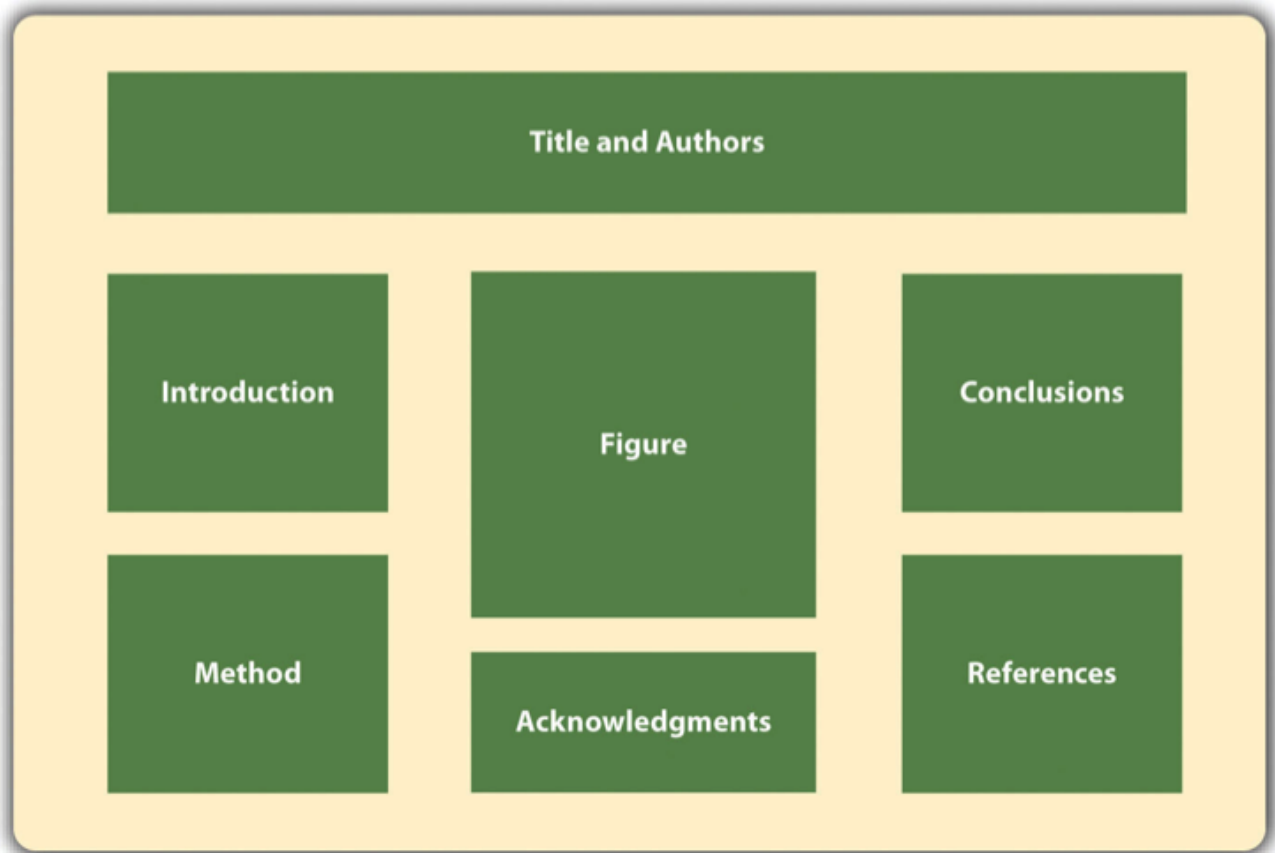 Title and Authors
Introduction
Method
Figure
Acknowledgments
Conclusions
References